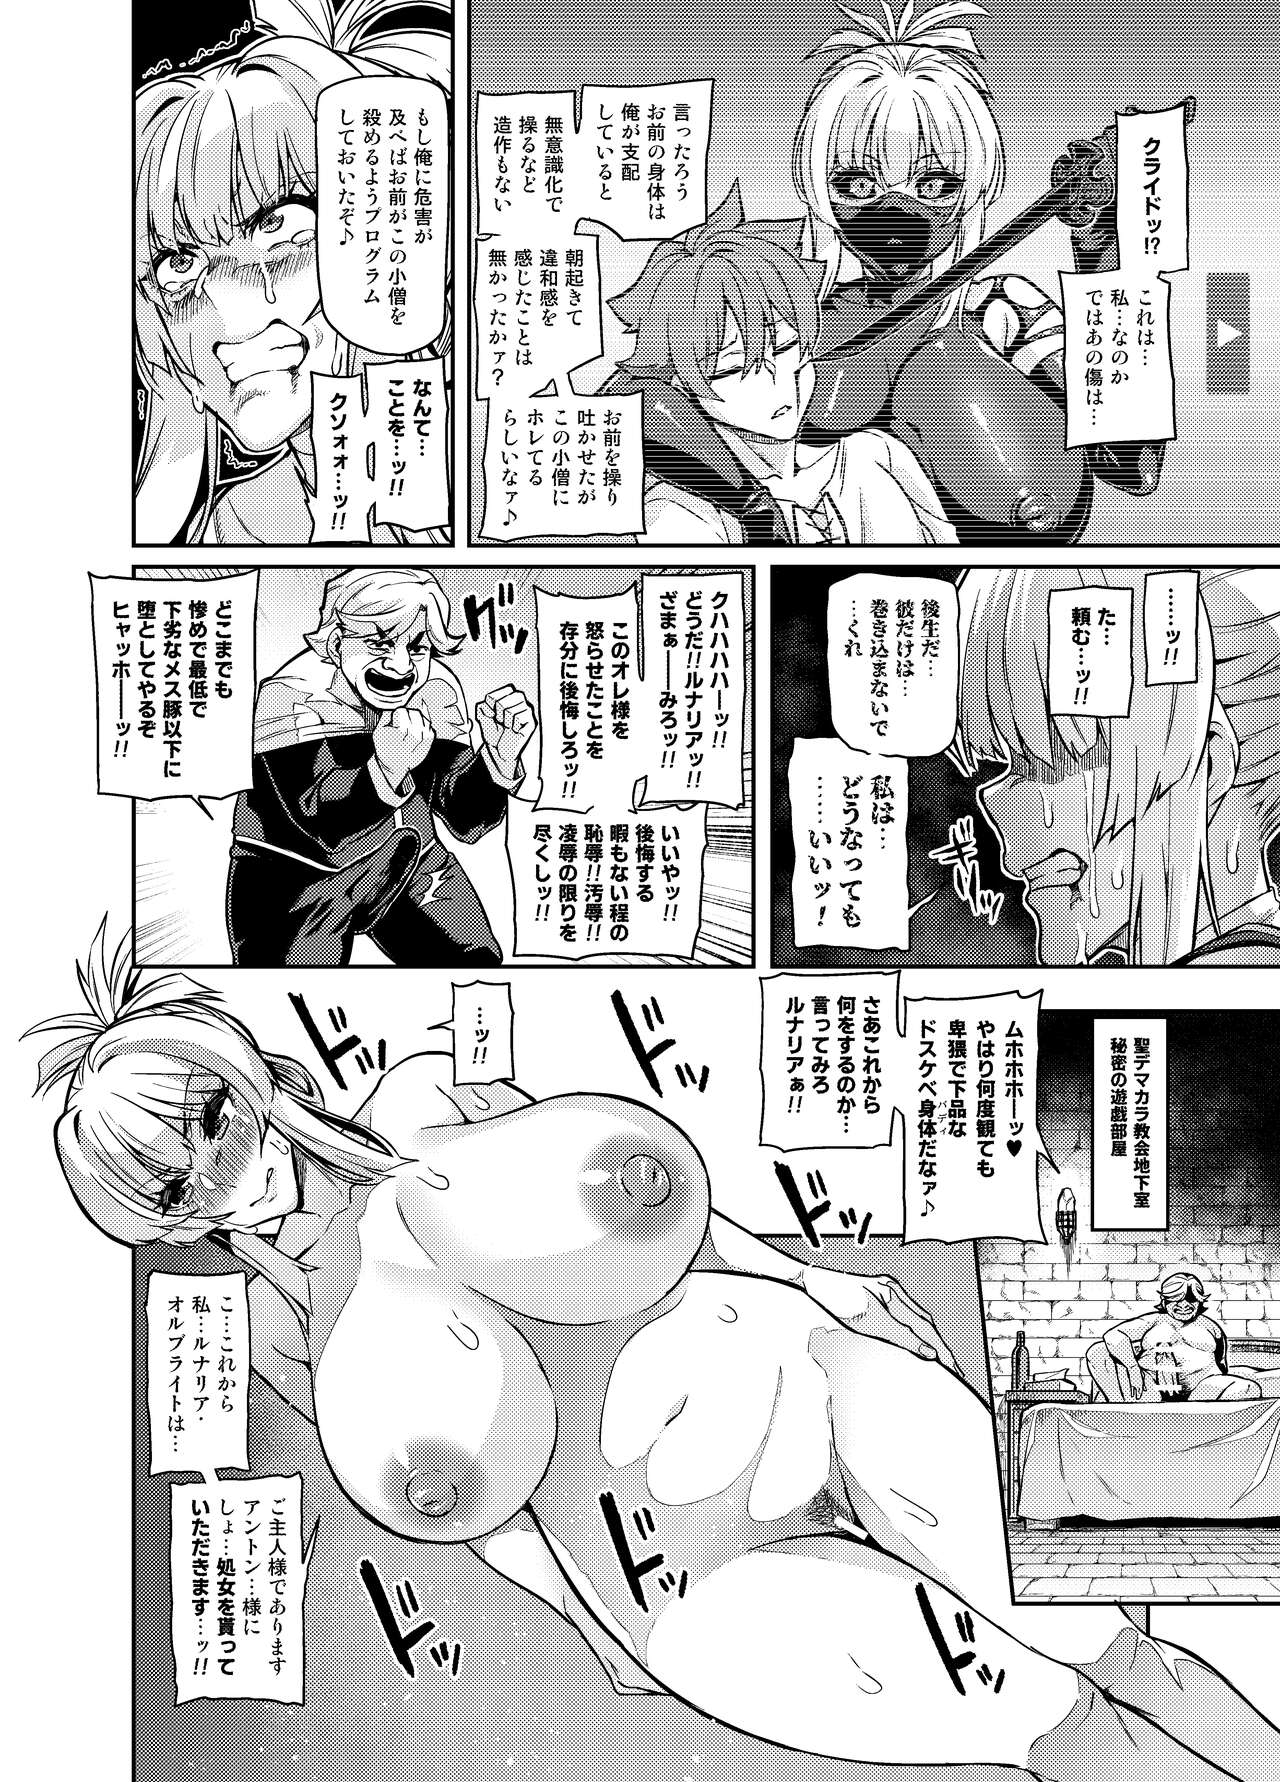 クライドッ!?
これは…
私…なのか
ではあの傷は…
言ったろう
お前の身体は
俺が支配
していると
無意識化で
操るなど
造作もない
朝起きて
違和感を
感じたことは
無かったかァ？
お前を操り
吐かせたが
この小僧に
ホレてる
らしいなァ♪
もし俺に危害が
及べばお前がこの小僧を
殺めるようプログラム
しておいたぞ♪
なんて…
ことを…ッ!!
クソォォ…ッ!!
……ッ!!
た…
頼む…ッ!!
後生だ…
彼だけは…
巻き込まないで
…くれ
私は…
どうなっても
……いいッ!
クハハハハーッ!!
どうだ!!ルナリアッ!!
ざまぁーーみろッ!!
このオレ様を
怒らせたことを
存分に後悔しろッ!!
いいやッ!!
後悔する
暇もない程の
恥辱!!汚辱!!
凌辱の限りを
尽くしッ!!
グッ
どこまでも
惨めで最低で
下劣なメス豚以下に
堕としてやるぞ
ヒャッホーーッ!!
聖デマカラ教会地下室
秘密の遊戯部屋
ムホホホーッ♥
やはり何度観ても
卑猥で下品な
ドスケベ身体だなァ♪
バディ
さあこれから
何をするのか…
言ってみろ
ルナリアぁ!!
…ッ!!
ドッ
ドッ
ドッ
ドッ
ドッ
ドッ
こ…これから
私…ルナリア・
オルブライトは…
ご主人様であります
アントン…様に
しょ…処女を貰って
いただきます…ッ!!